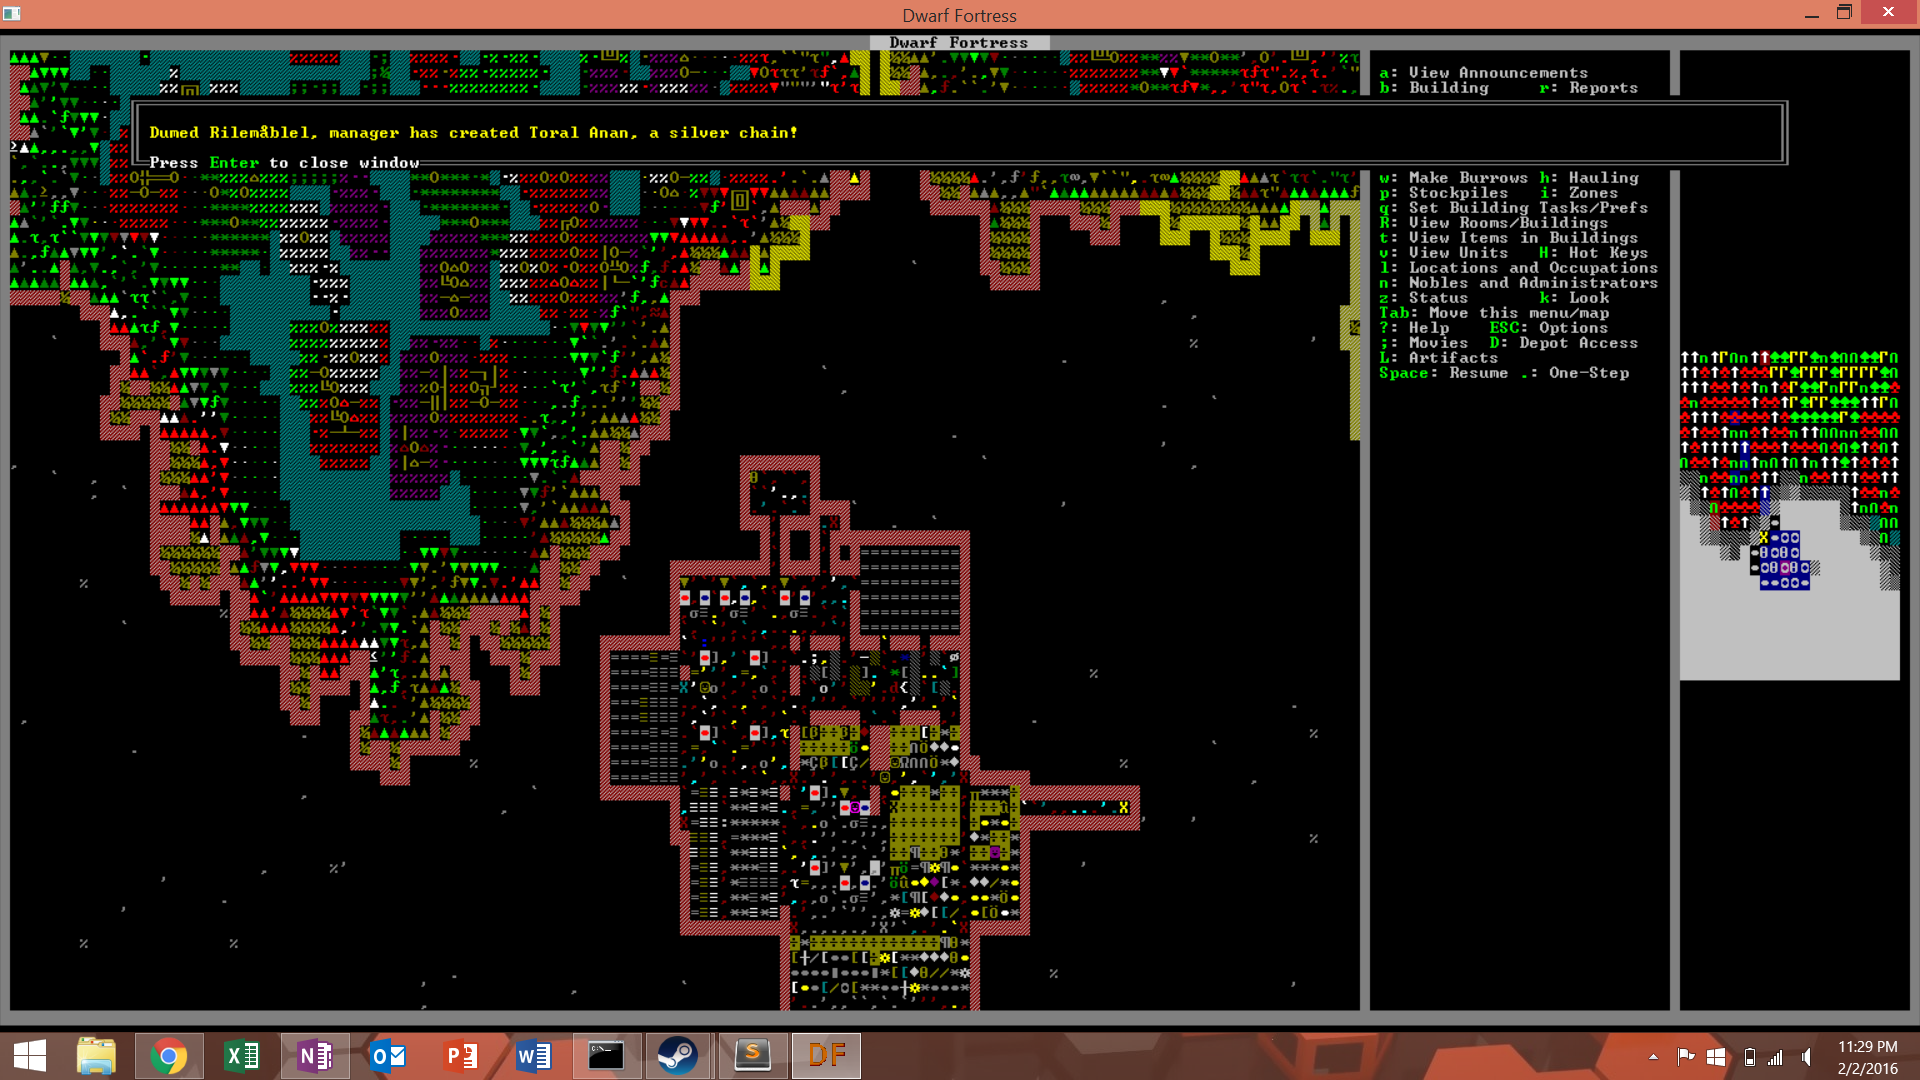 Dwarf Fortress
Dwarf Fortress
a: View Announcements
b: Building r: Reports
Dumed Rilemåblel, manager has created Toral Anan, a silver chain!
Press Enter to close window
w: Make Burrows h: Hauling
p: Stockpiles i: Zones
q: Set Building Tasks/Prefs
R: View Rooms/Buildings
t: View Items in Buildings
v: View Units H: Hot Keys
l: Locations and Occupations
n: Nobles and Administrators
z: Status k: Look
Tab: Move this menu/map
?: Help ESC: Options
;: Movies D: Depot Access
L: Artifacts
Space: Resume .: One-Step
DF
11:29 PM
2/2/2016